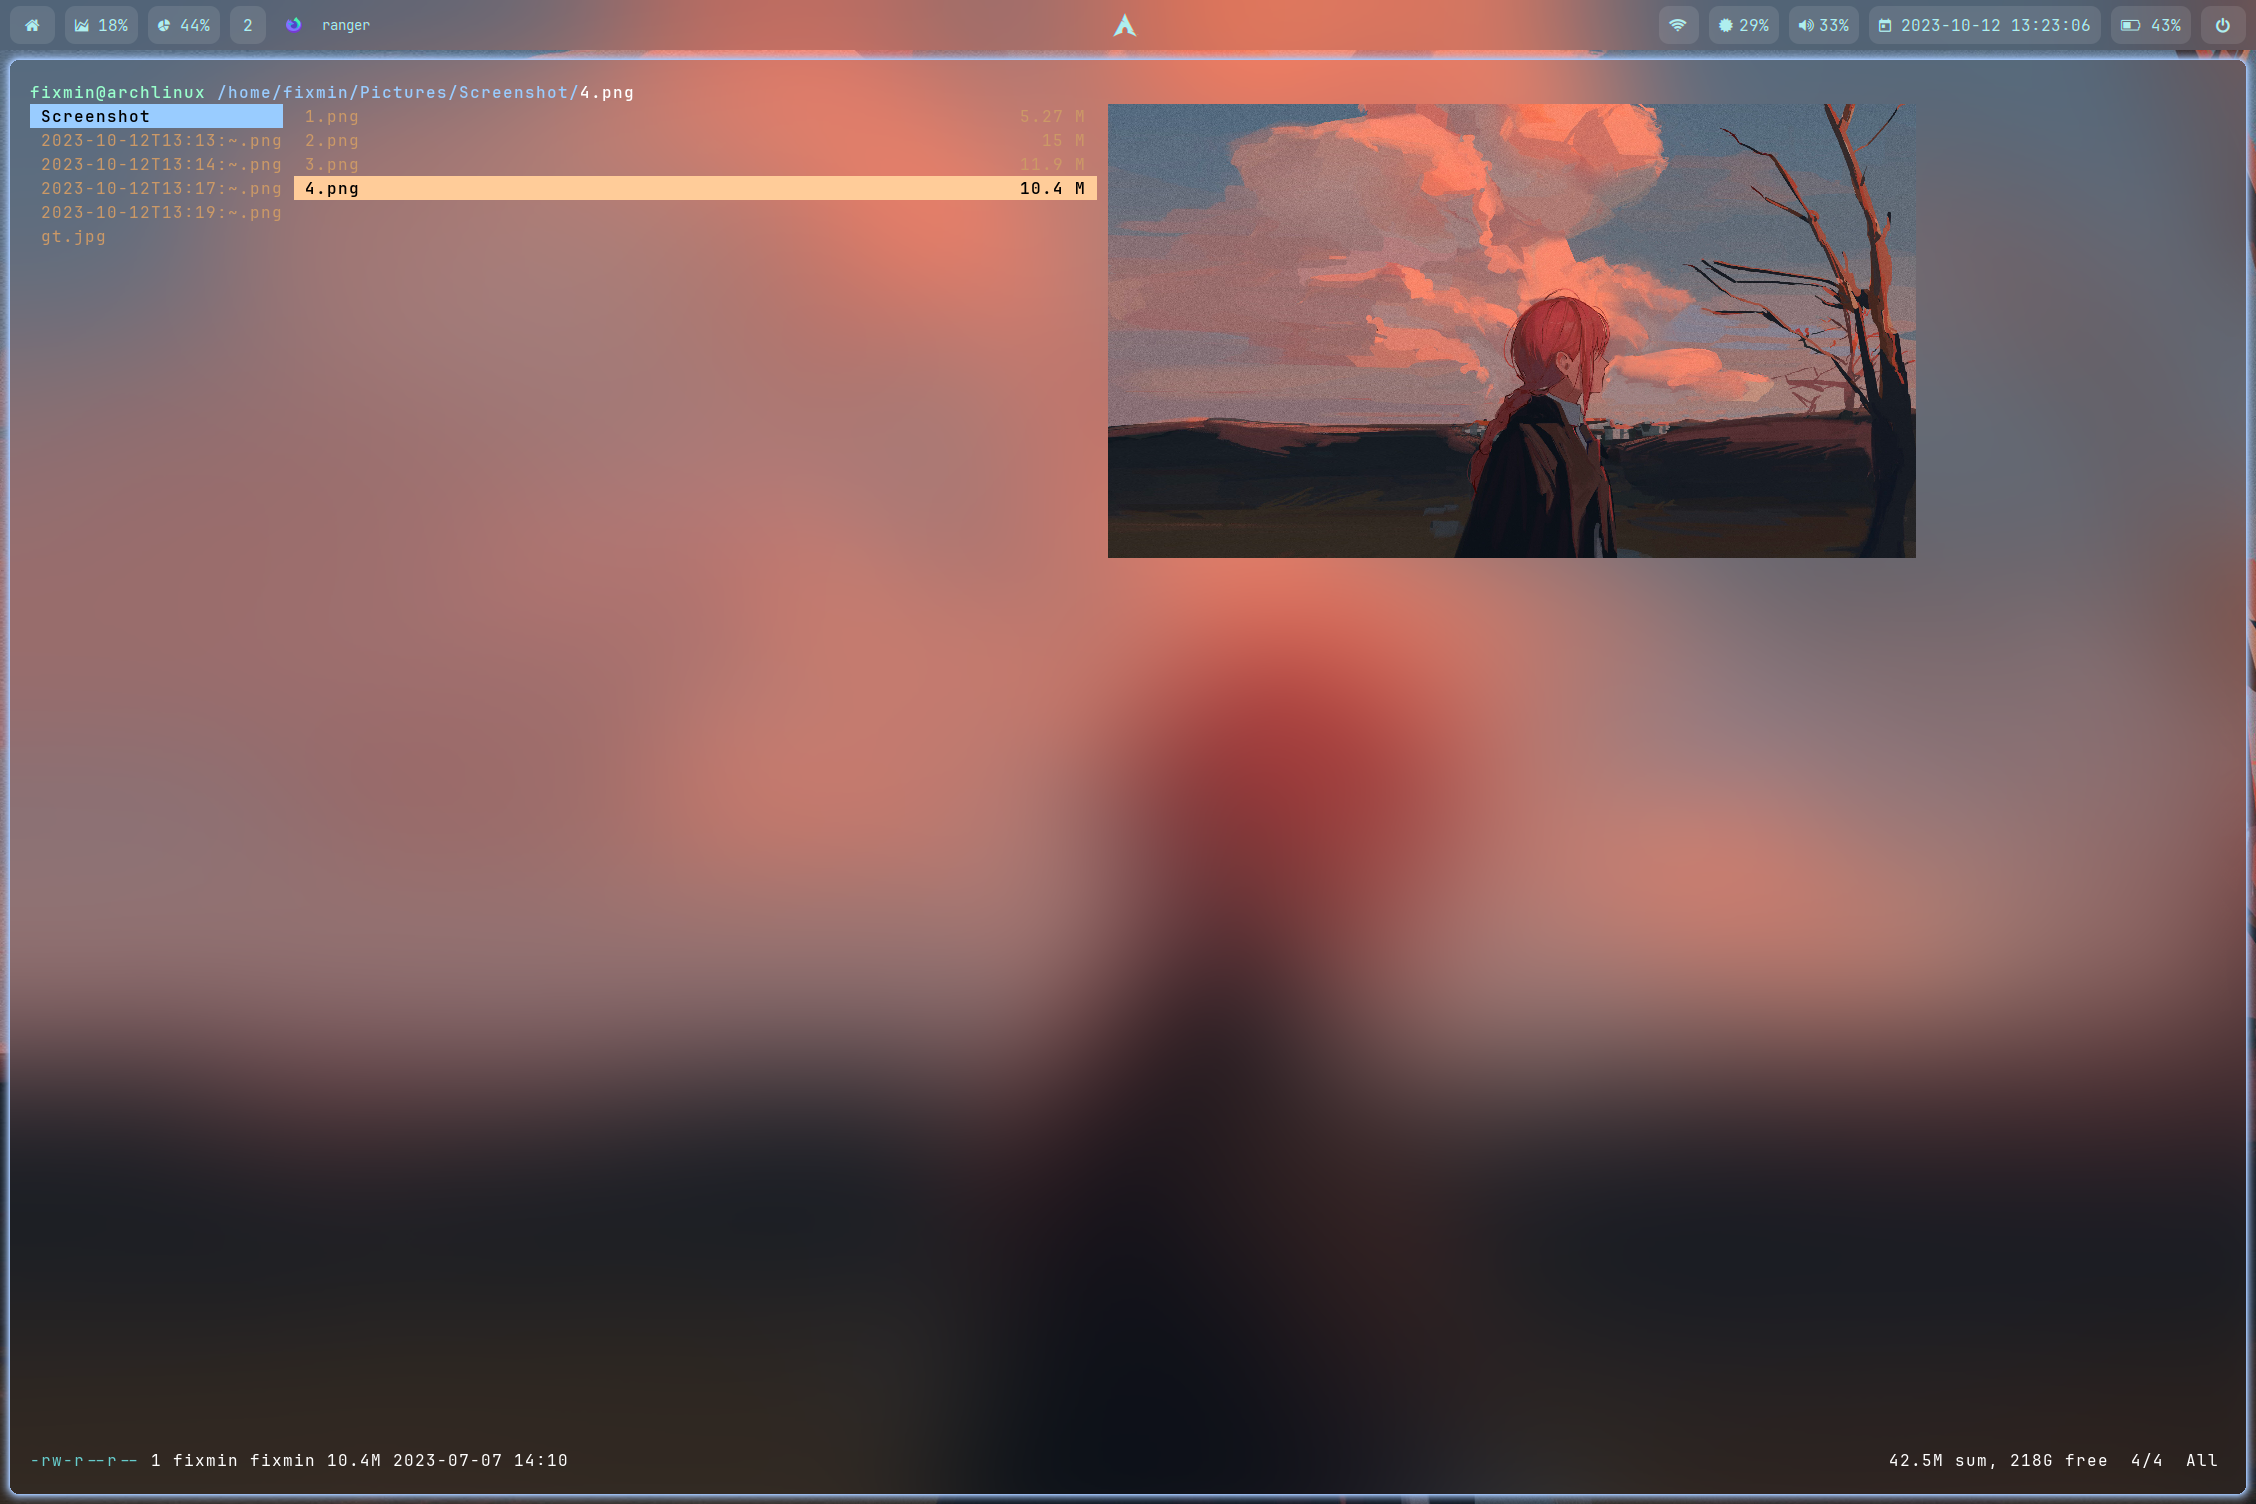 18% 44% 2 ranger 29% 33% 2023-10-12 13:23:06 43%
fixmin@archlinux /home/fixmin/Pictures/Screenshot/4.png
Screenshot 1.png 5.27 M
2023-10-12T13:13:~.png 2.png 15 M
2023-10-12T13:14:~.png 3.png 11.9 M
2023-10-12T13:17:~.png 4.png 10.4 M
2023-10-12T13:19:~.png
gt.jpg
-rw-r--r-- 1 fixmin fixmin 10.4M 2023-07-07 14:10 42.5M sum, 218G free 4/4 All